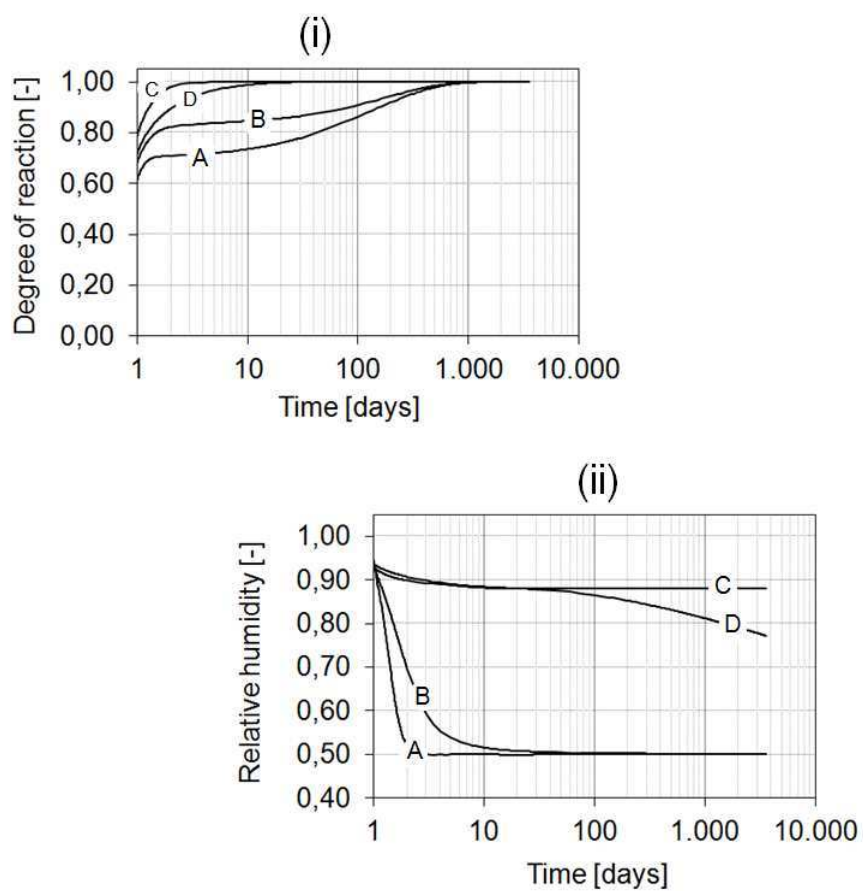 (i)
Degree of reaction [-]
1,00
0,80
0,60
0,40
0,20
0,00
C
D
B
A
1 10 100 1.000 10.000
Time [days]
(ii)
Relative humidity [-]
1,00
0,90
0,80
0,70
0,60
0,50
0,40
C
D
B
A
1 10 100 1.000 10.000
Time [days]